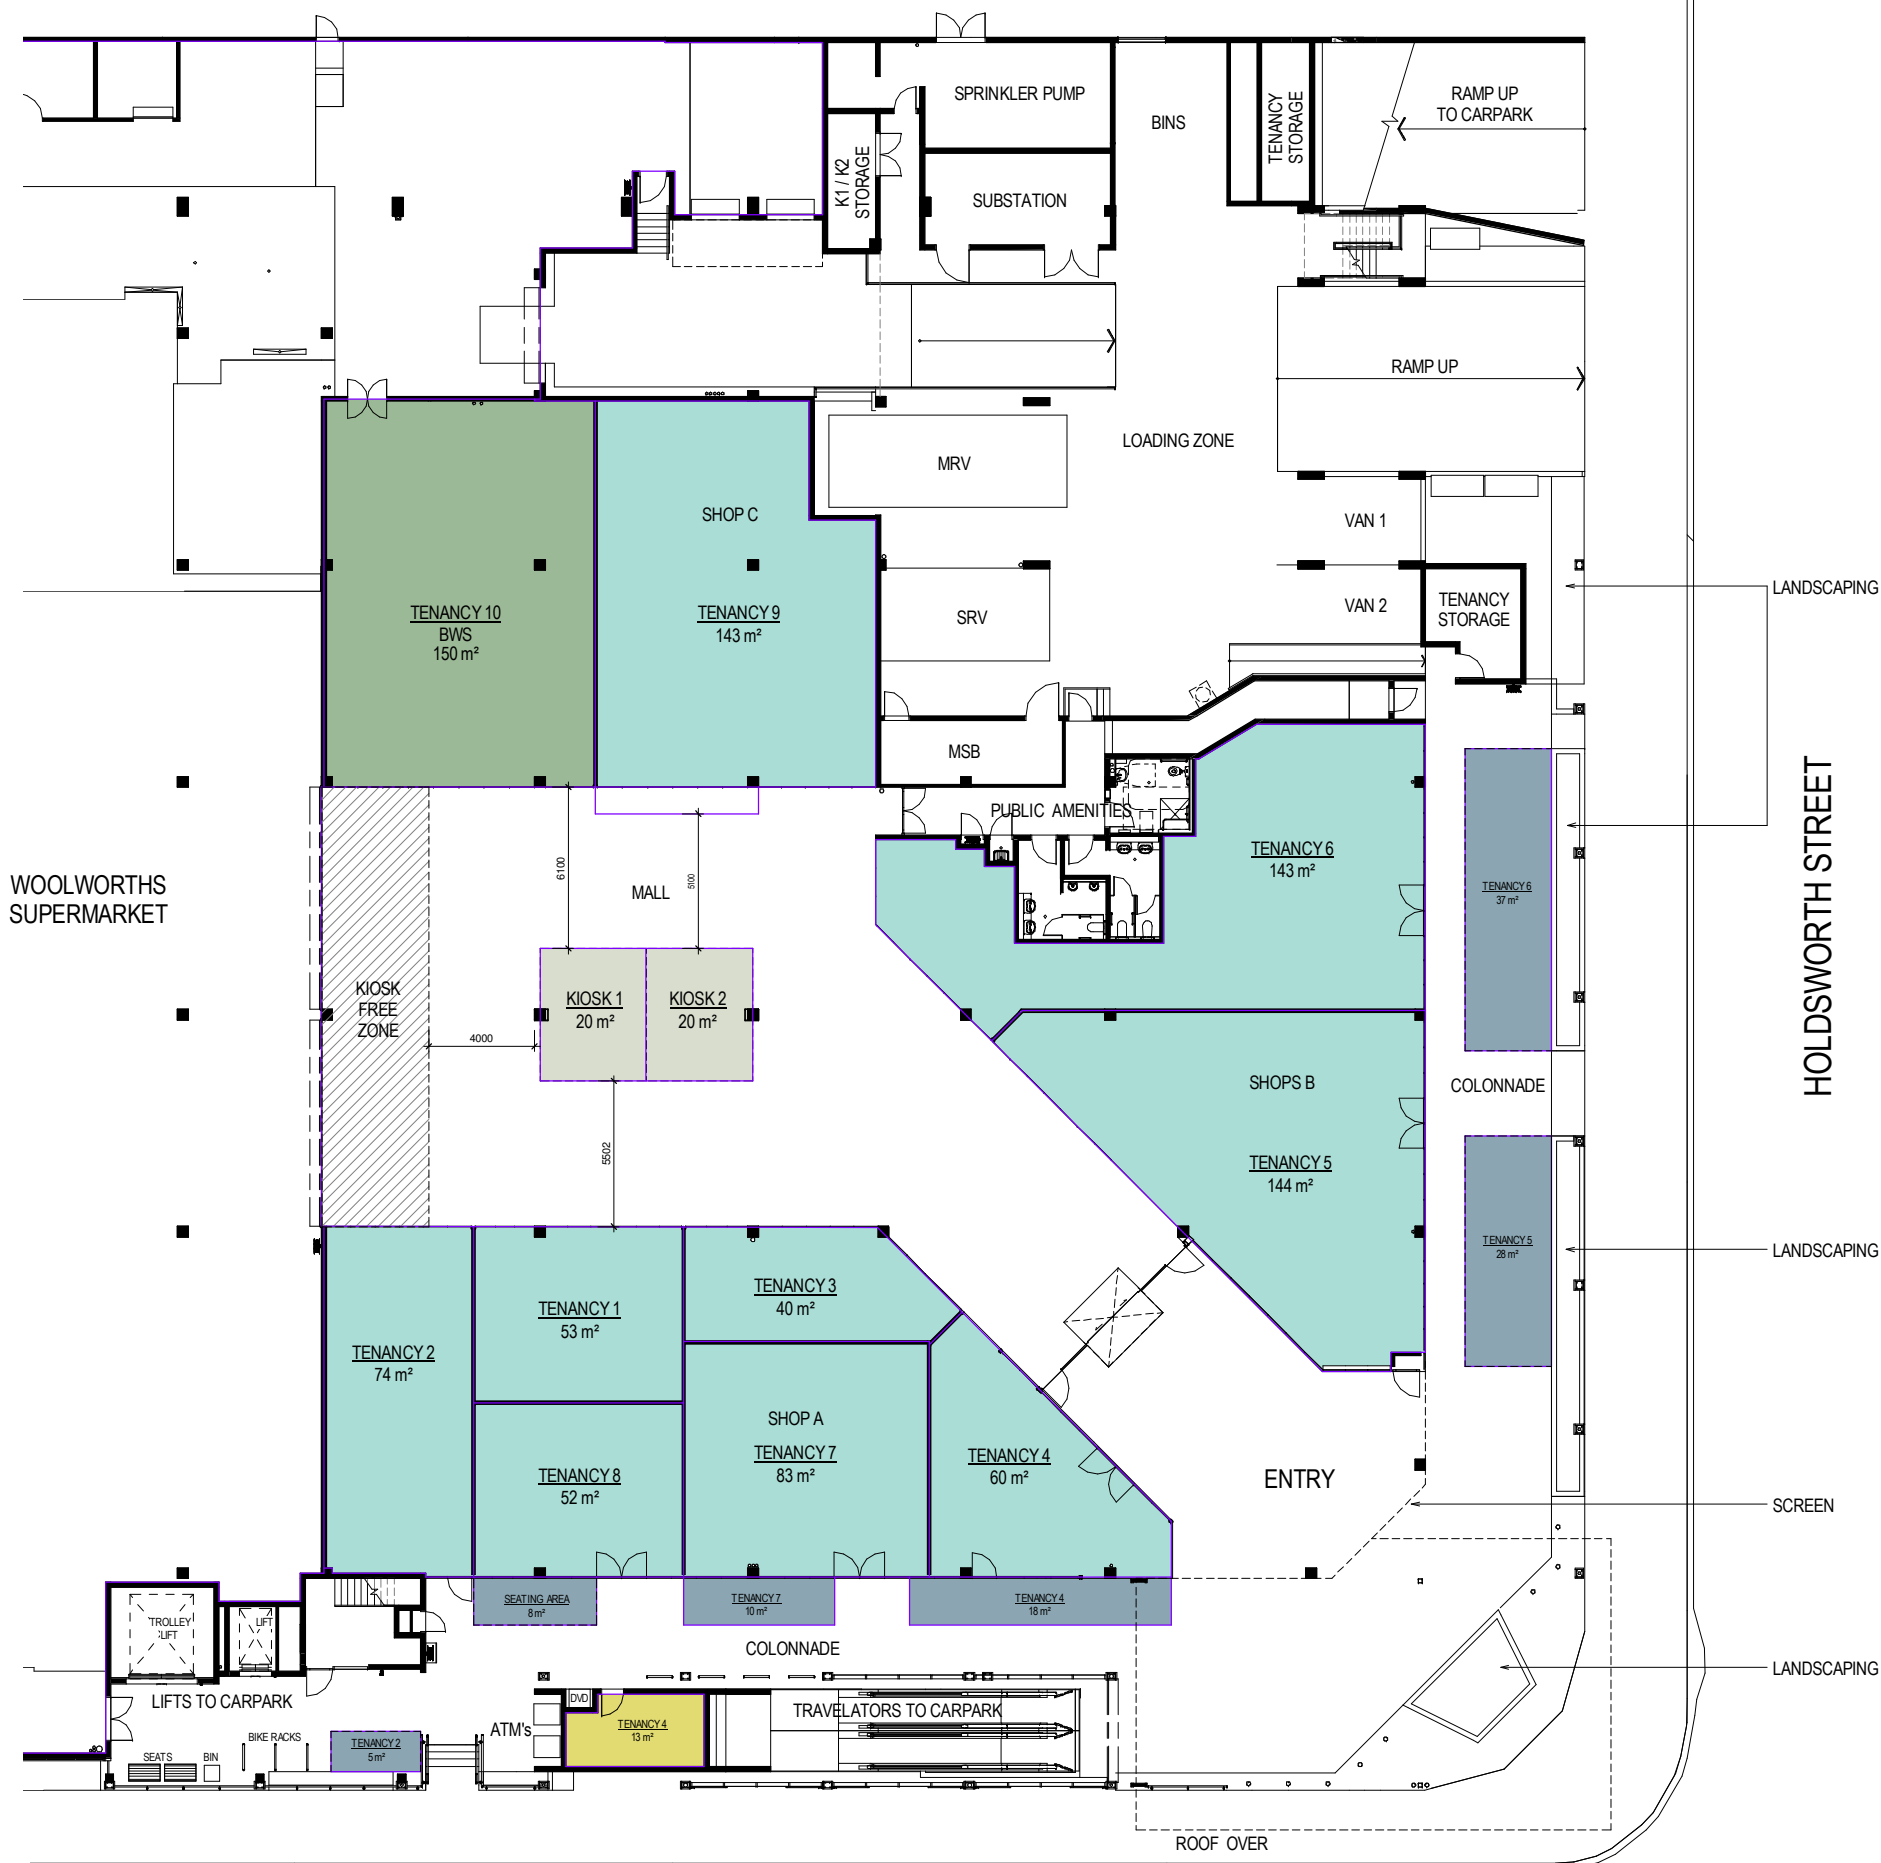 SPRINKLER PUMP
BINS
TENANCY
STORAGE
RAMP UP
TO CARPARK
K1 / K2
STORAGE
SUBSTATION
RAMP UP
LOADING ZONE
MRV
SHOP C
VAN 1
LANDSCAPING
TENANCY 10
BWS
150 m²
TENANCY 9
143 m²
SRV
VAN 2
TENANCY
STORAGE
MSB
PUBLIC AMENITIES
HOLDSWORTH STREET
WOOLWORTHS
SUPERMARKET
6100
MALL
5100
TENANCY 6
143 m²
TENANCY 6
37 m²
KIOSK
FREE
ZONE
KIOSK 1
20 m²
KIOSK 2
20 m²
4000
SHOPS B
COLONNADE
5502
TENANCY 5
144 m²
TENANCY 5
28 m²
LANDSCAPING
TENANCY 3
40 m²
TENANCY 1
53 m²
TENANCY 2
74 m²
SHOP A
TENANCY 7
83 m²
TENANCY 4
60 m²
TENANCY 8
52 m²
ENTRY
SCREEN
SEATING AREA
8 m²
TENANCY 7
10 m²
TENANCY 4
18 m²
TROLLEY
LIFT
LIFT
COLONNADE
LANDSCAPING
LIFTS TO CARPARK
DVD
TRAVELATORS TO CARPARK
ATM's
TENANCY 4
13 m²
BIKE RACKS
TENANCY 2
5 m²
SEATS
BIN
ROOF OVER